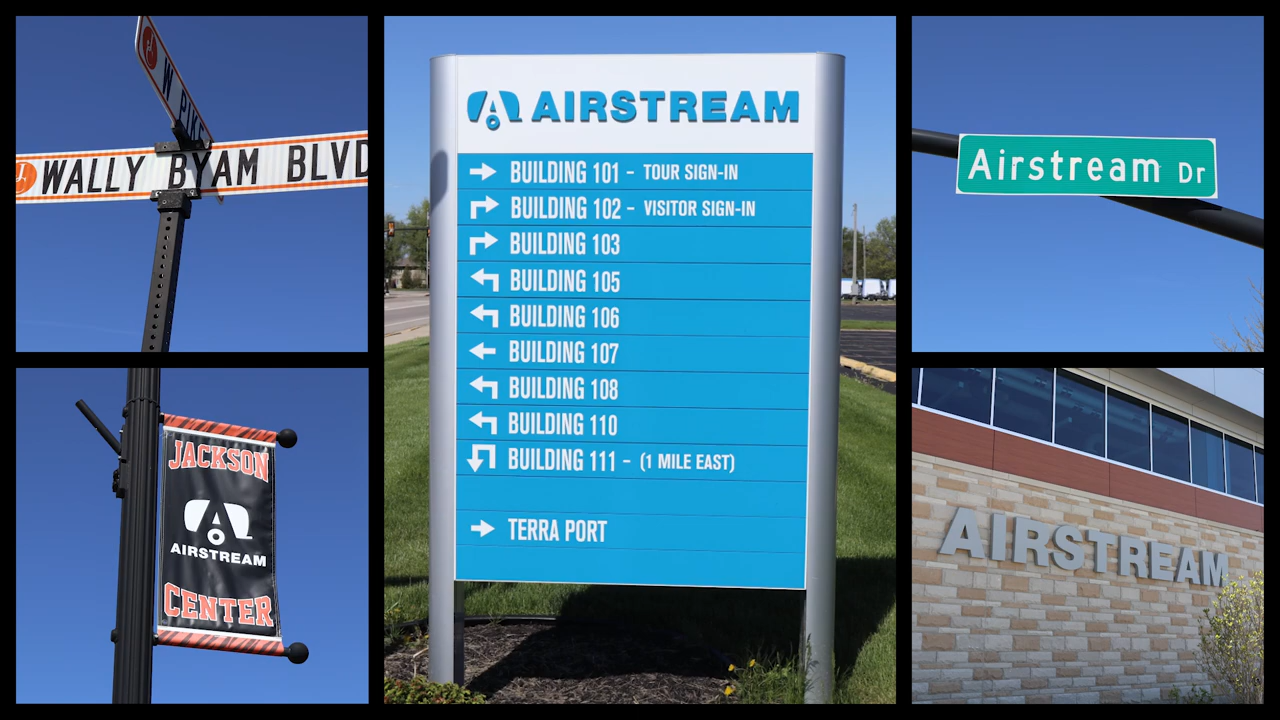 W PIKE
WALLY BYAM BLVD
JACKSON
AIRSTREAM
CENTER
AIRSTREAM
BUILDING 101 - TOUR SIGN-IN
BUILDING 102 - VISITOR SIGN-IN
BUILDING 103
BUILDING 105
BUILDING 106
BUILDING 107
BUILDING 108
BUILDING 110
BUILDING 111 - (1 MILE EAST)
TERRA PORT
Airstream Dr
AIRSTREAM